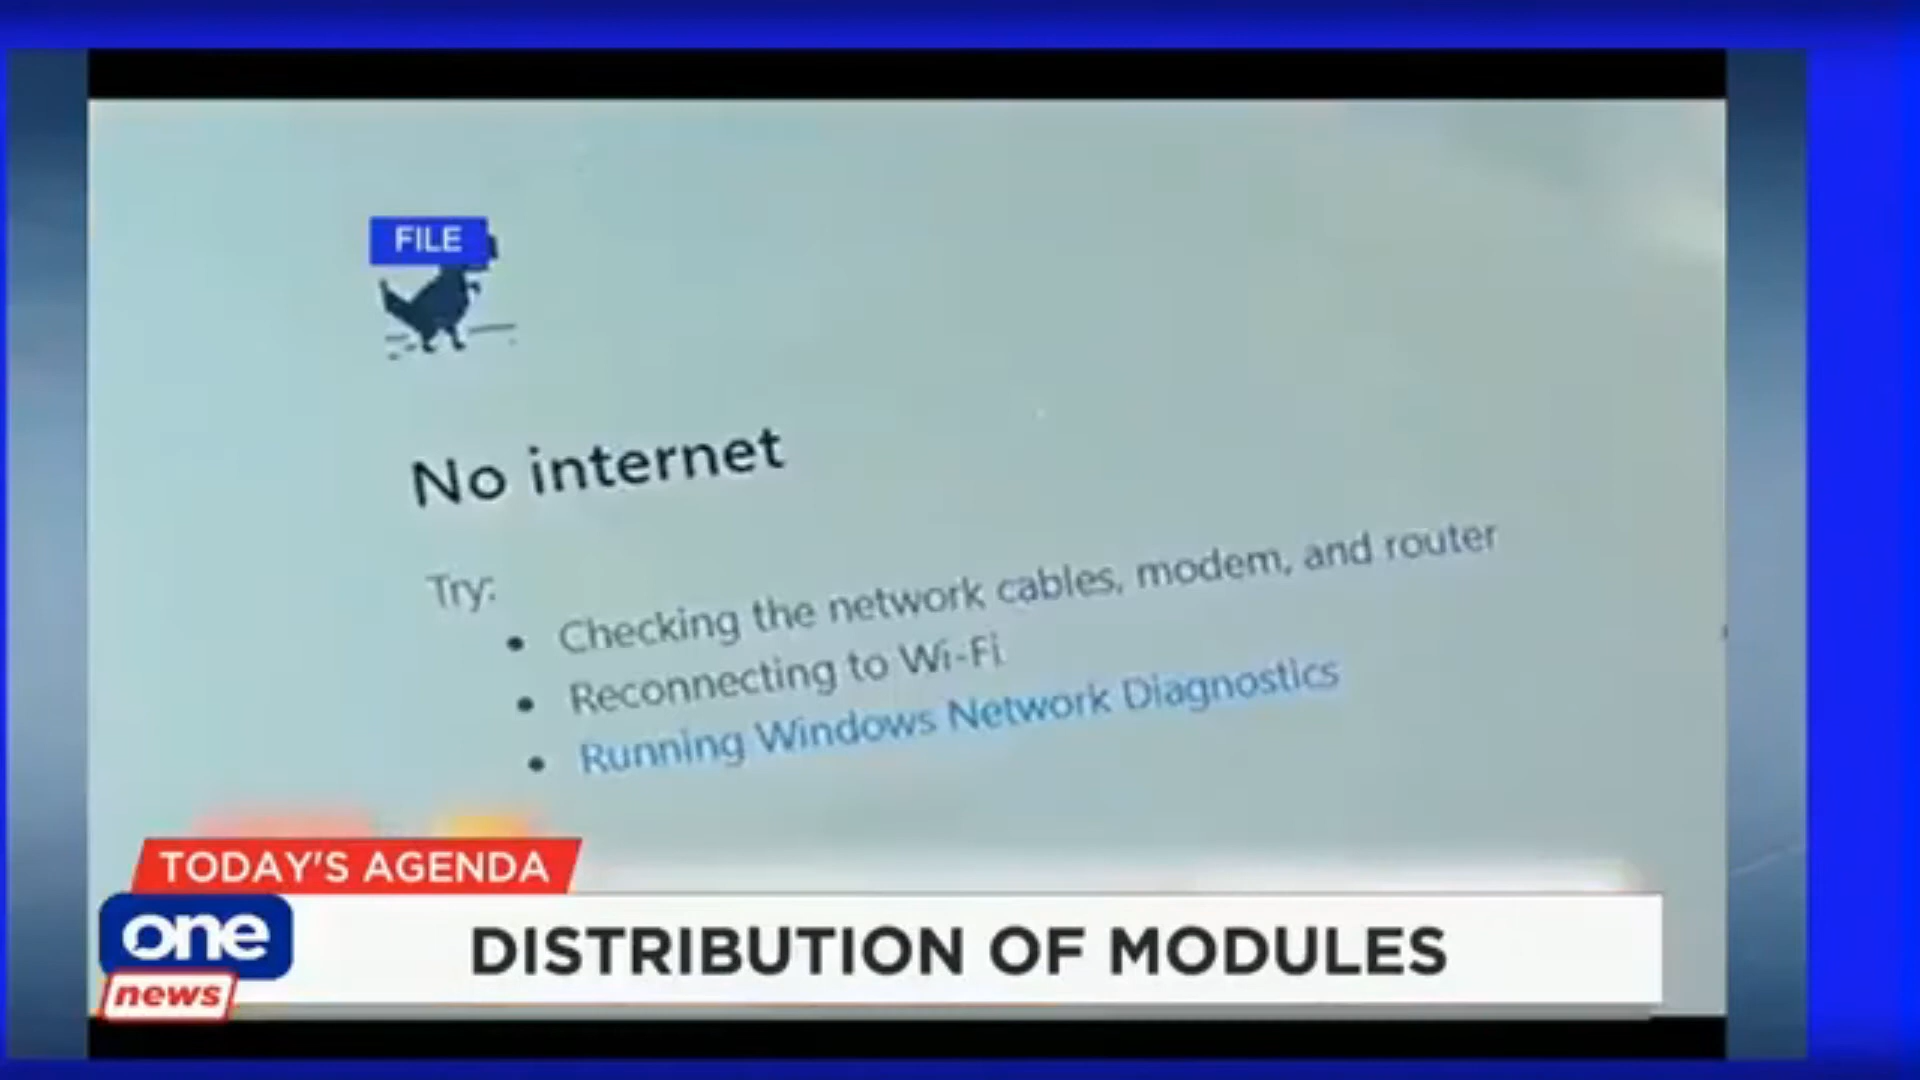 FILE
No internet
Try:
• Checking the network cables, modem, and router
• Reconnecting to Wi-Fi
• Running Windows Network Diagnostics
TODAY'S AGENDA
one
news
DISTRIBUTION OF MODULES